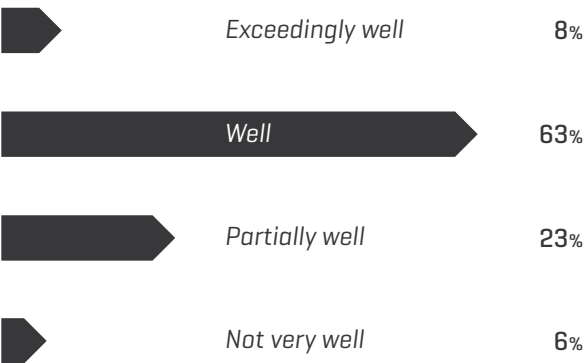 Exceedingly well 8%
Well 63%
Partially well 23%
Not very well 6%